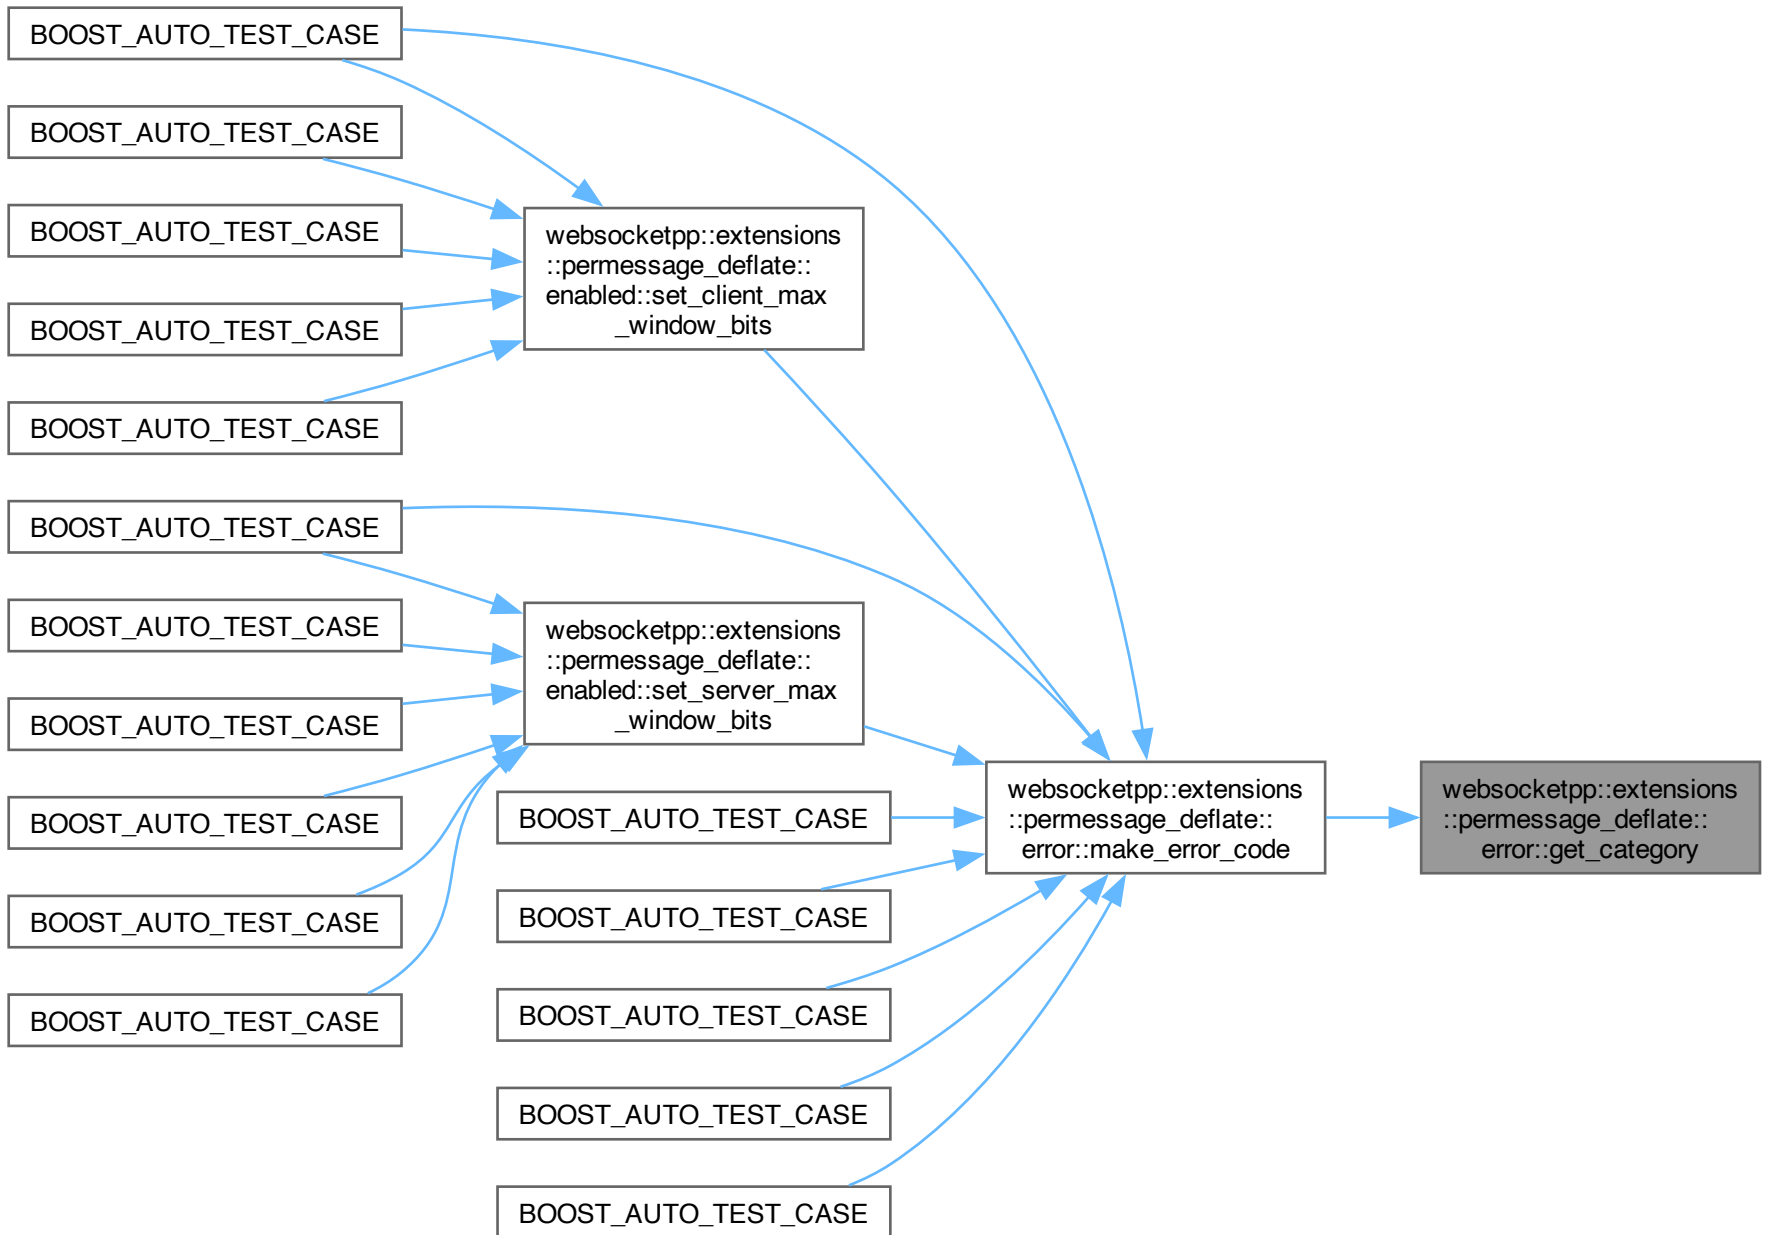 BOOST_AUTO_TEST_CASE
BOOST_AUTO_TEST_CASE
BOOST_AUTO_TEST_CASE
BOOST_AUTO_TEST_CASE
BOOST_AUTO_TEST_CASE
websocketpp::extensions
::permessage_deflate::
enabled::set_client_max
_window_bits
BOOST_AUTO_TEST_CASE
BOOST_AUTO_TEST_CASE
BOOST_AUTO_TEST_CASE
BOOST_AUTO_TEST_CASE
BOOST_AUTO_TEST_CASE
BOOST_AUTO_TEST_CASE
websocketpp::extensions
::permessage_deflate::
enabled::set_server_max
_window_bits
BOOST_AUTO_TEST_CASE
BOOST_AUTO_TEST_CASE
BOOST_AUTO_TEST_CASE
BOOST_AUTO_TEST_CASE
BOOST_AUTO_TEST_CASE
websocketpp::extensions
::permessage_deflate::
error::make_error_code
websocketpp::extensions
::permessage_deflate::
error::get_category